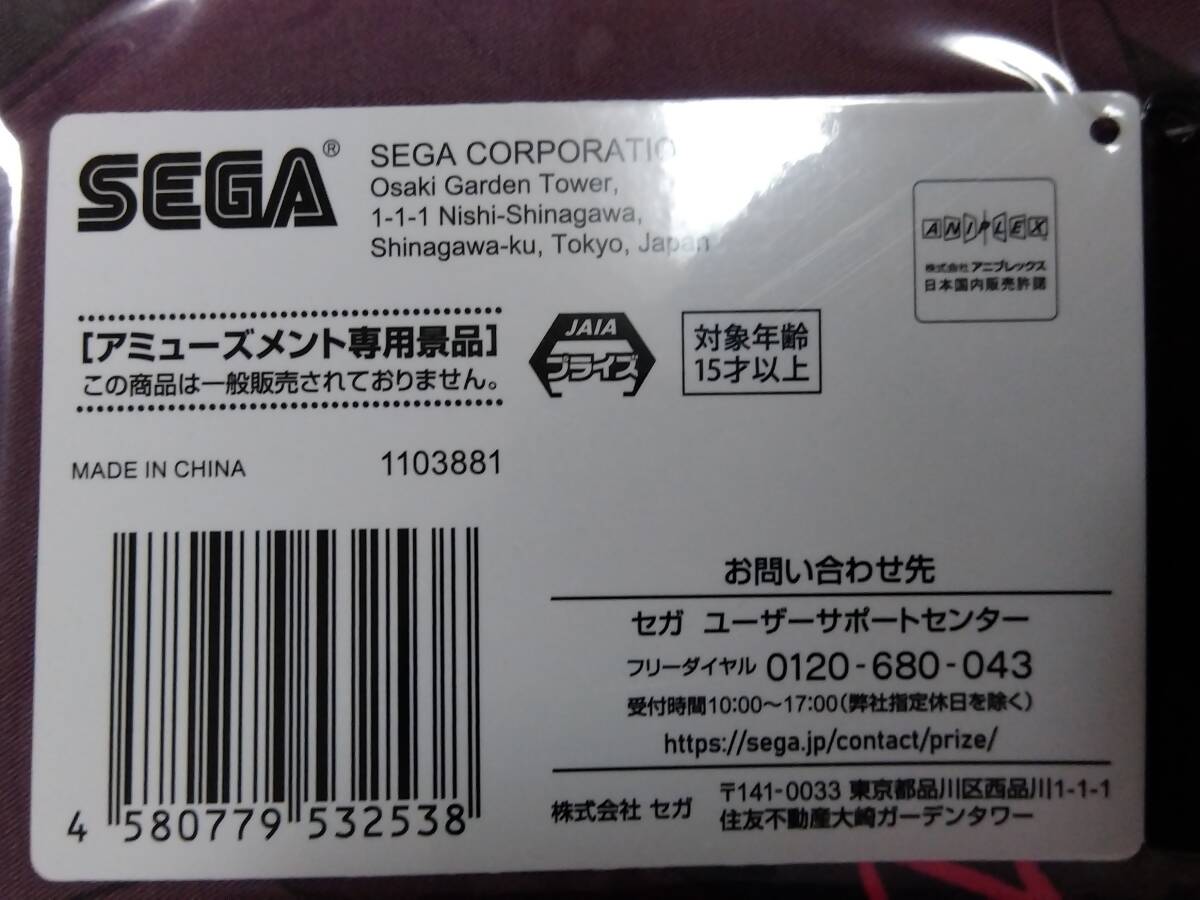 SEGA®
SEGA CORPORATIO
Osaki Garden Tower,
1-1-1 Nishi-Shinagawa,
Shinagawa-ku, Tokyo, Japan
ANIPLEX
株式会社 アニプレックス
日本国内販売許諾
[アミューズメント専用景品]
この商品は一般販売されておりません。
JAIA
プライズ
対象年齢
15才以上
MADE IN CHINA 1103881
4 580779 532538
お問い合わせ先
セガ ユーザーサポートセンター
フリーダイヤル 0120-680-043
受付時間10:00～17:00(弊社指定休日を除く)
https://sega.jp/contact/prize/
株式会社 セガ
〒141-0033 東京都品川区西品川1-1-1
住友不動産大崎ガーデンタワー